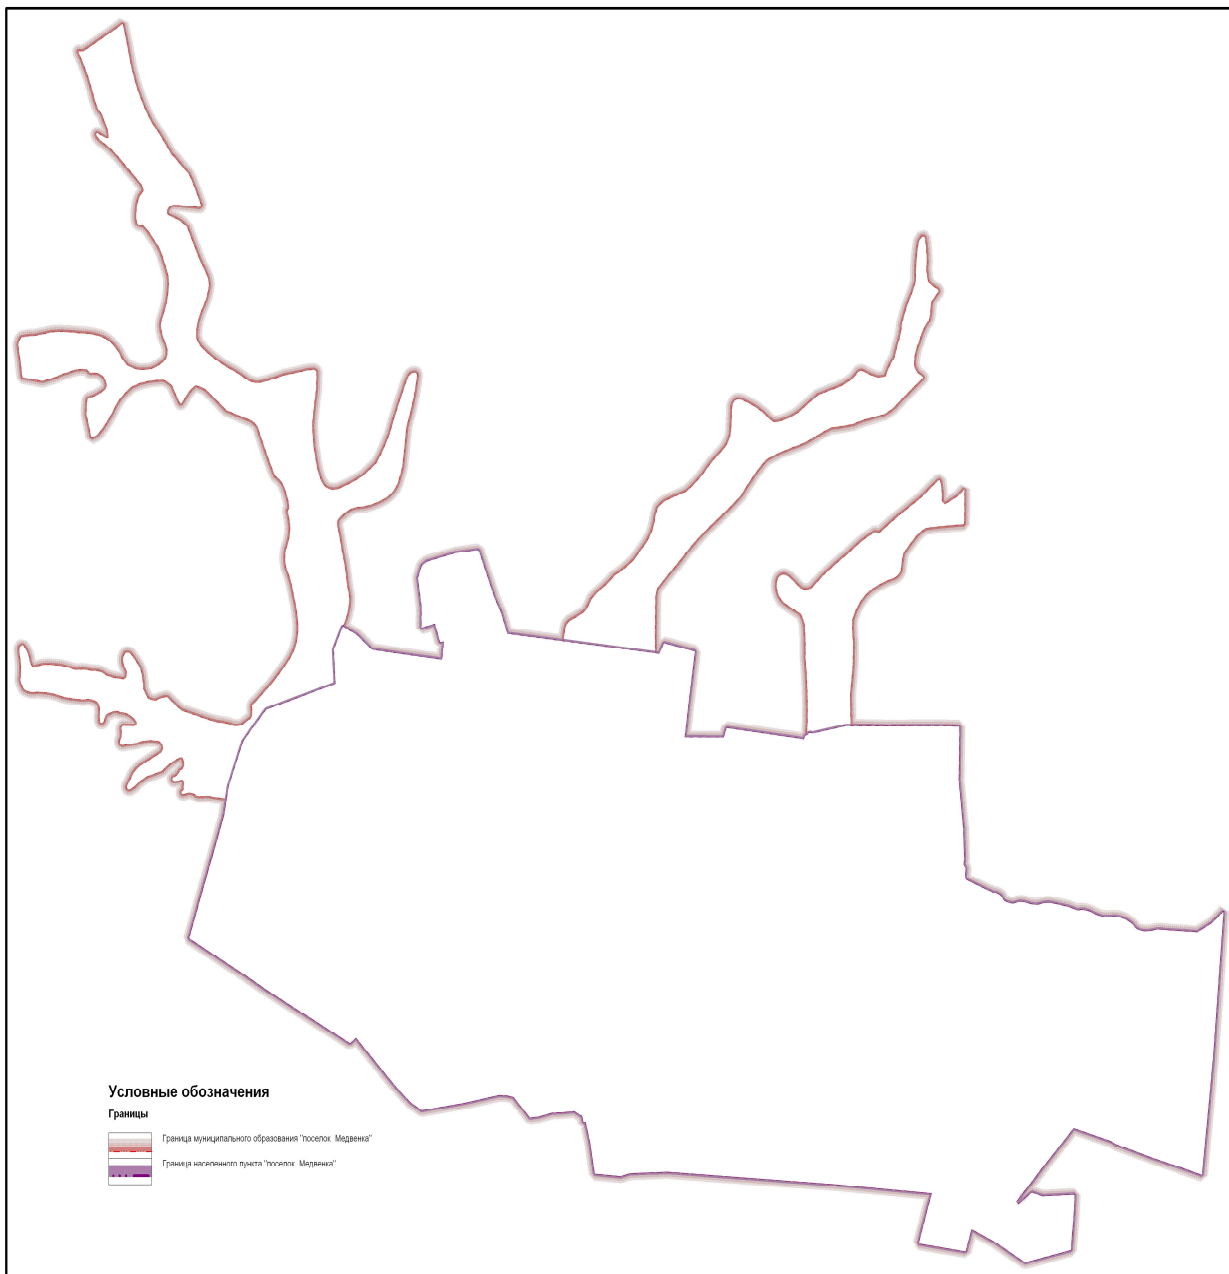 Условные обозначения
Границы
Граница муниципального образования "поселок Медвенка"
Граница населенного пункта "поселок Медвенка"